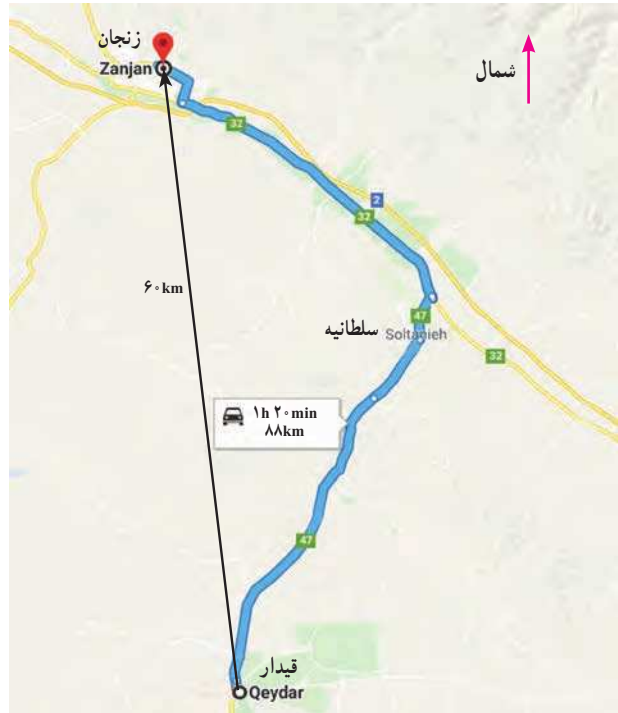 زنجان
Zanjan
شمال
32
2
32
۶۰km
47
سلطانیه
Soltanieh
32
۱h ۲۰min
۸۸km
47
قیدار
Qeydar